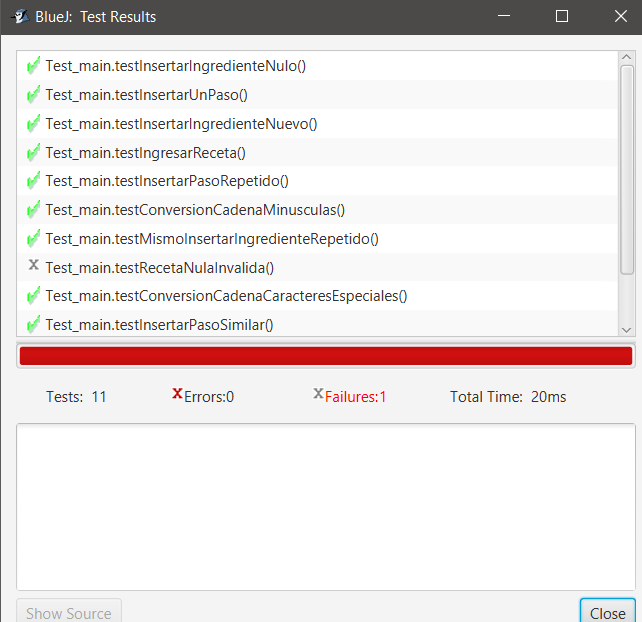 BlueJ: Test Results
Test_main.testInsertarIngredienteNulo()
Test_main.testInsertarUnPaso()
Test_main.testInsertarIngredienteNuevo()
Test_main.testIngresarReceta()
Test_main.testInsertarPasoRepetido()
Test_main.testConversionCadenaMinusculas()
Test_main.testMismoInsertarIngredienteRepetido()
Test_main.testRecetaNulaInvalida()
Test_main.testConversionCadenaCaracteresEspeciales()
Test_main.testInsertarPasoSimilar()
Tests: 11 Errors:0 Failures:1 Total Time: 20ms
Show Source Close